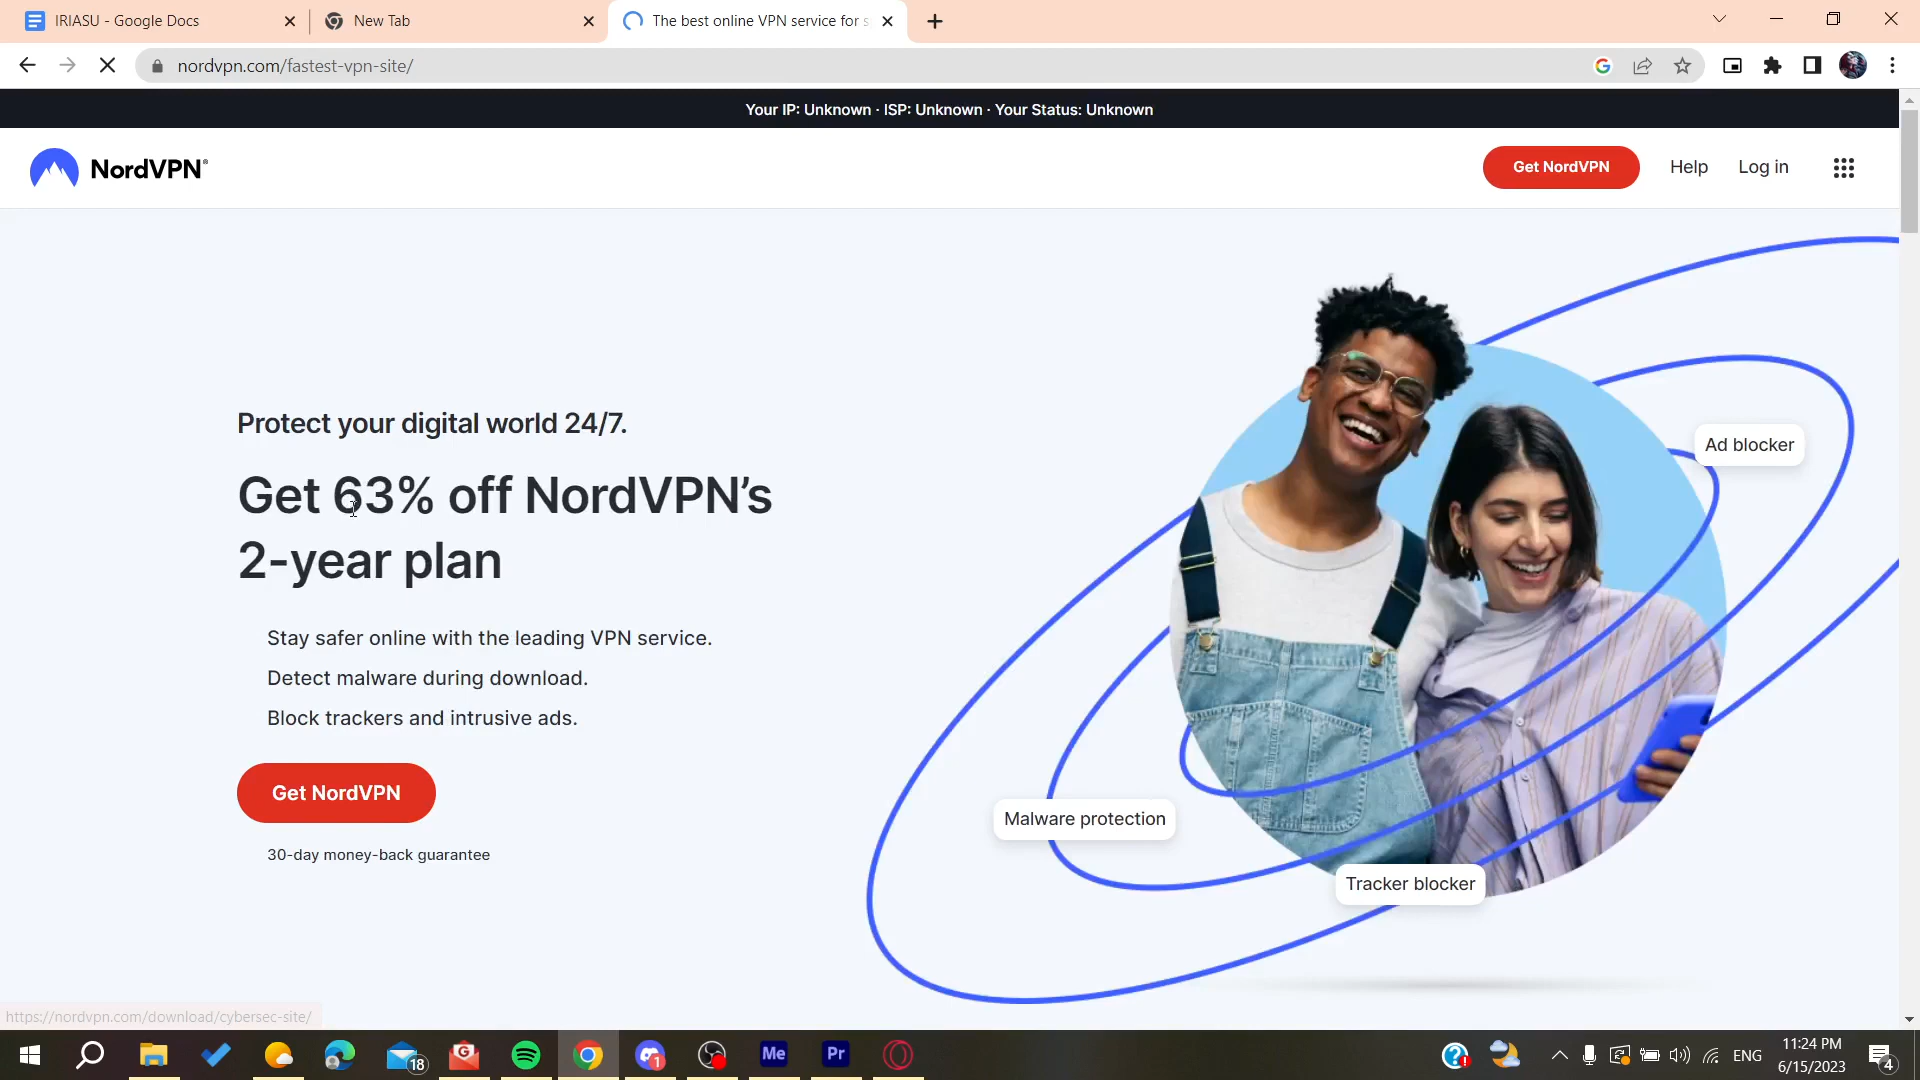 IRIASU - Google Docs
New Tab
The best online VPN service for s
nordvpn.com/fastest-vpn-site/
Your IP: Unknown · ISP: Unknown · Your Status: Unknown
NordVPN®
Get NordVPN
Help
Log in
Protect your digital world 24/7.
Get 63% off NordVPN's
2-year plan
Stay safer online with the leading VPN service.
Detect malware during download.
Block trackers and intrusive ads.
Get NordVPN
30-day money-back guarantee
Ad blocker
Malware protection
Tracker blocker
https://nordvpn.com/download/cybersec-site/
18
G
1
Me
Pr
ENG
11:24 PM
6/15/2023
4